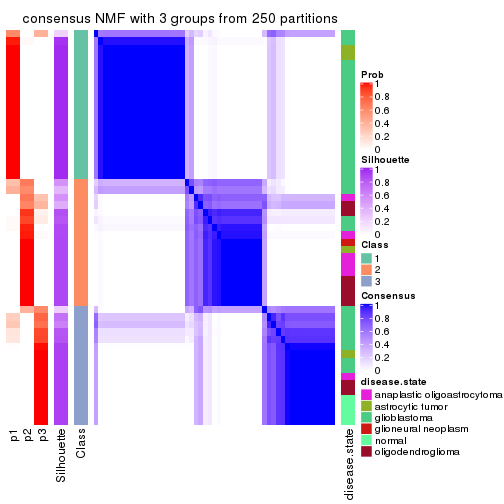 consensus NMF with 3 groups from 250 partitions
Prob
1
0.8
0.6
0.4
0.2
0
Silhouette
1
0.8
0.6
0.4
0.2
0
Class
1
2
3
Consensus
1
0.8
0.6
0.4
0.2
0
disease.state
anaplastic oligoastrocytoma
astrocytic tumor
glioblastoma
glioneural neoplasm
normal
oligodendroglioma
p1
p2
p3
Silhouette
Class
disease.state